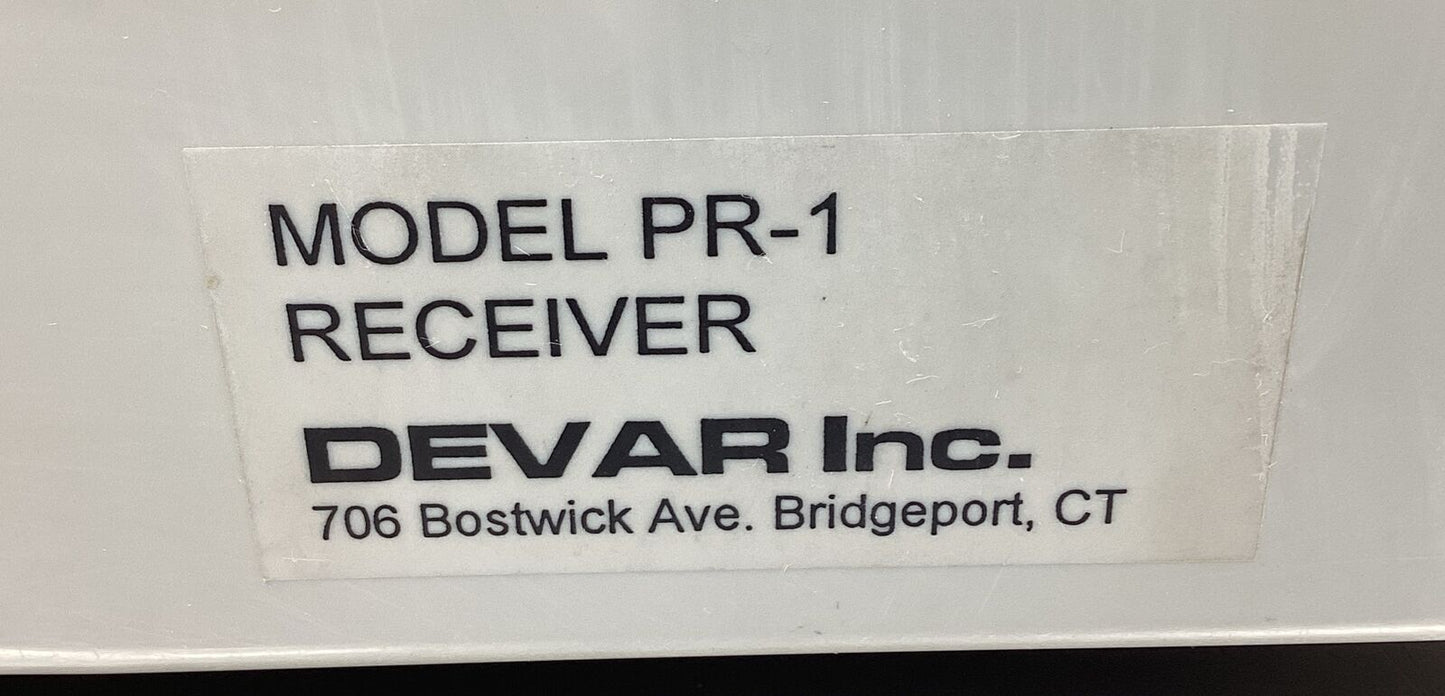 MODEL PR-1
RECEIVER
DEVAR Inc.
706 Bostwick Ave. Bridgeport, CT